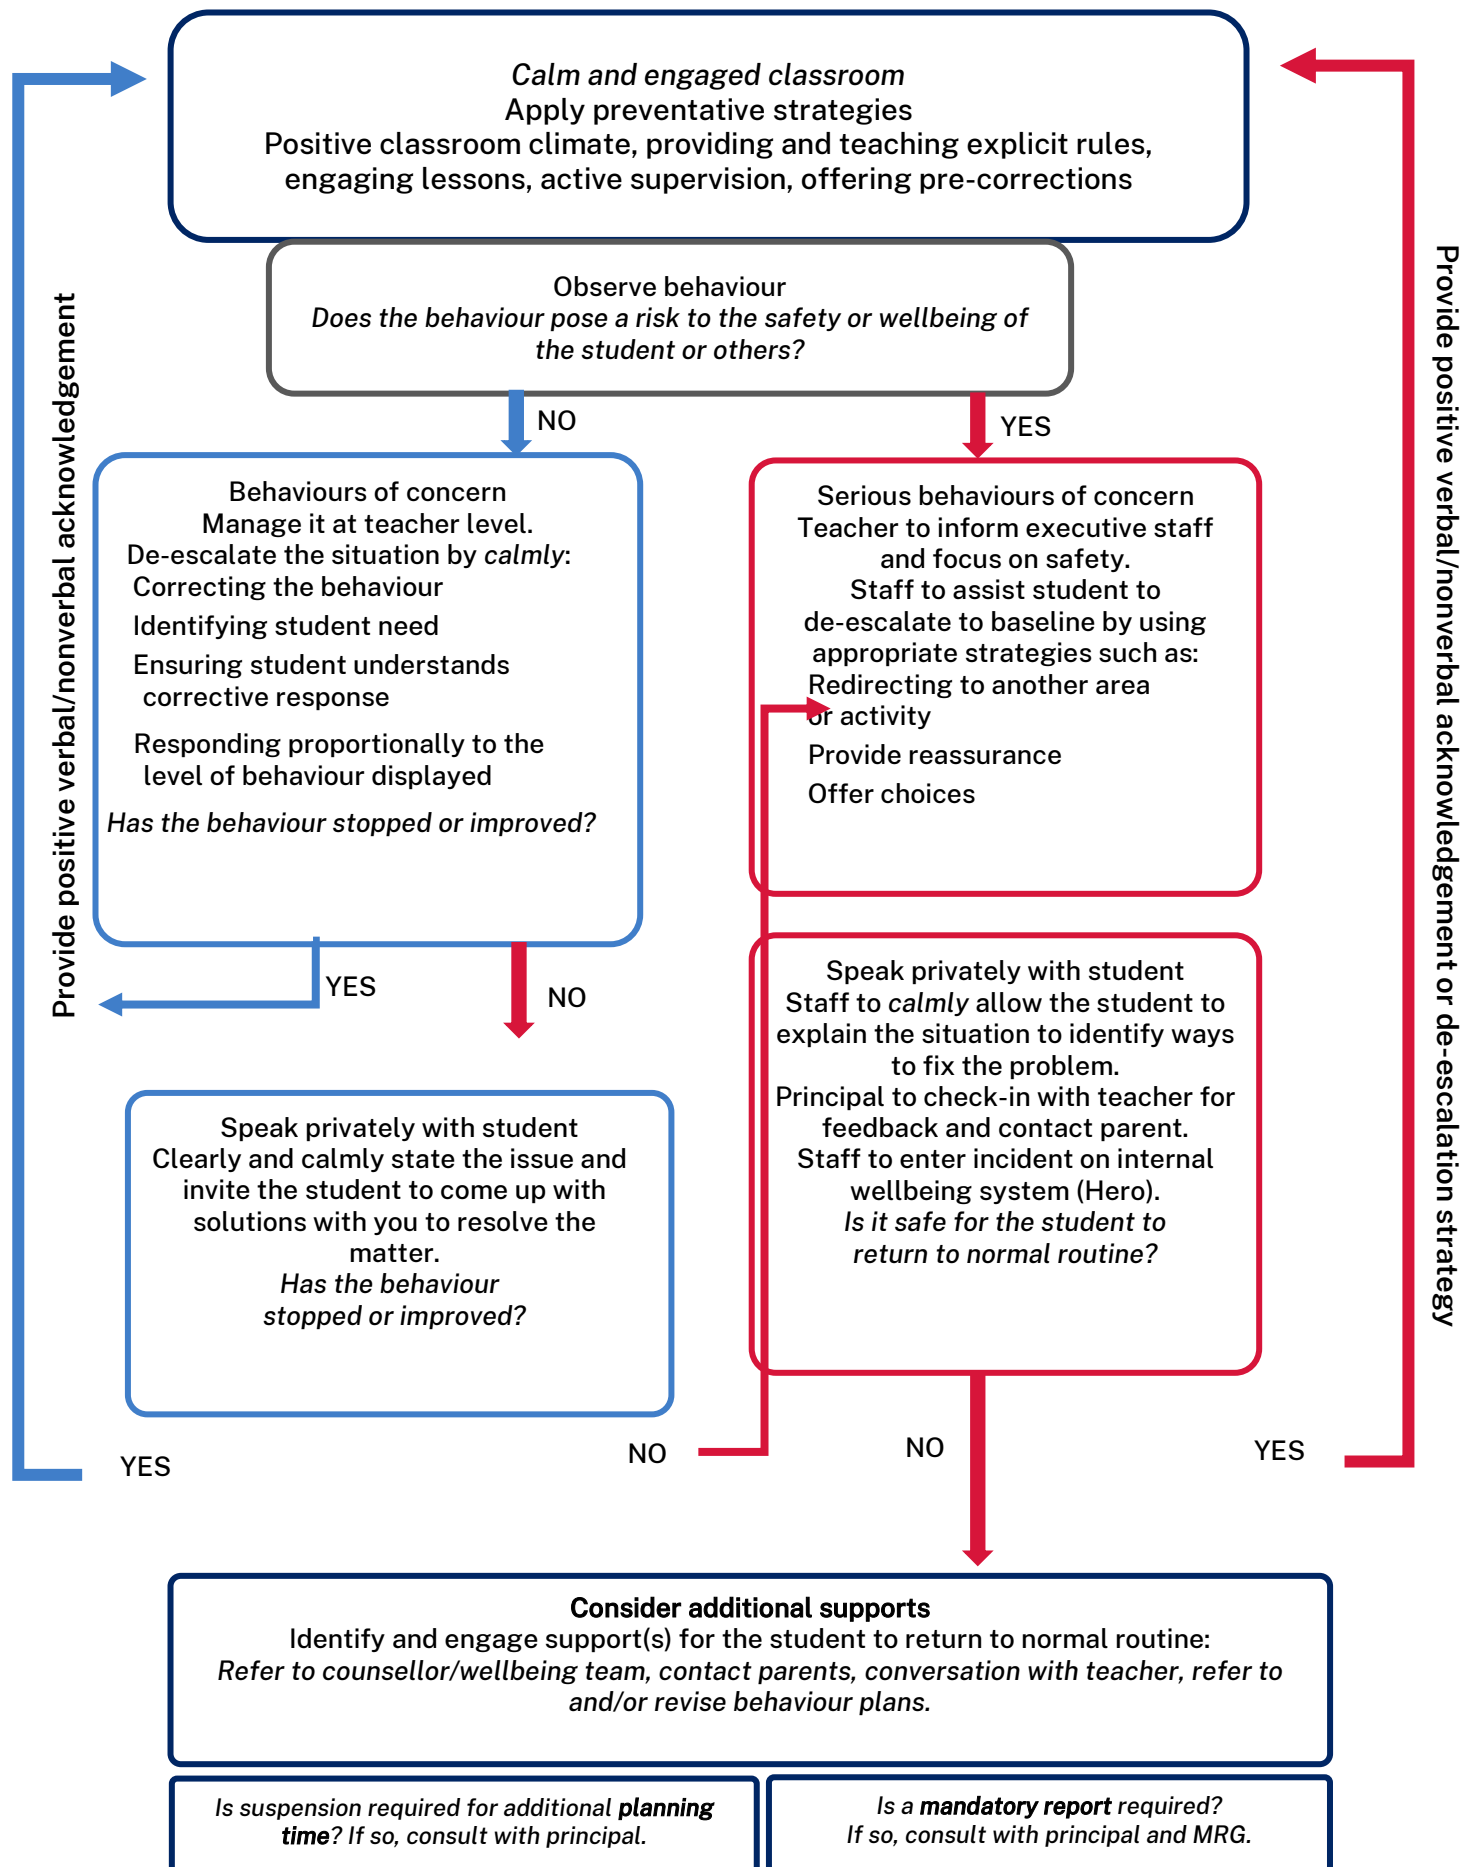 Calm and engaged classroom
Apply preventative strategies
Positive classroom climate, providing and teaching explicit rules,
engaging lessons, active supervision, offering pre-corrections
Observe behaviour
Does the behaviour pose a risk to the safety or wellbeing of
the student or others?
NO
YES
Provide positive verbal/nonverbal acknowledgement
Behaviours of concern
Manage it at teacher level.
De-escalate the situation by calmly:
Correcting the behaviour
Identifying student need
Ensuring student understands
corrective response
Responding proportionally to the
level of behaviour displayed
Has the behaviour stopped or improved?
Serious behaviours of concern
Teacher to inform executive staff
and focus on safety.
Staff to assist student to
de-escalate to baseline by using
appropriate strategies such as:
Redirecting to another area
or activity
Provide reassurance
Offer choices
Provide positive verbal/nonverbal acknowledgement or de-escalation strategy
YES
NO
Speak privately with student
Clearly and calmly state the issue and
invite the student to come up with
solutions with you to resolve the
matter.
Has the behaviour
stopped or improved?
Speak privately with student
Staff to calmly allow the student to
explain the situation to identify ways
to fix the problem.
Principal to check-in with teacher for
feedback and contact parent.
Staff to enter incident on internal
wellbeing system (Hero).
Is it safe for the student to
return to normal routine?
YES
NO
NO
YES
Consider additional supports
Identify and engage support(s) for the student to return to normal routine:
Refer to counsellor/wellbeing team, contact parents, conversation with teacher, refer to
and/or revise behaviour plans.
Is suspension required for additional planning
time? If so, consult with principal.
Is a mandatory report required?
If so, consult with principal and MRG.